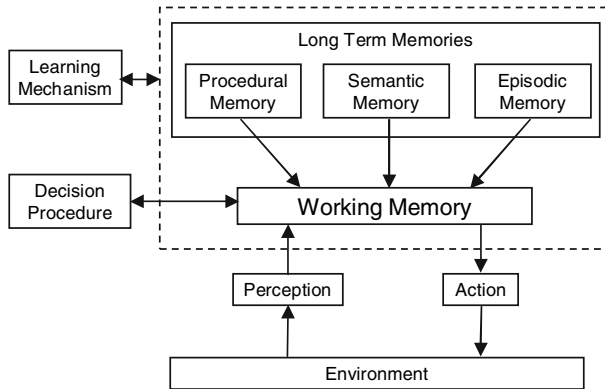 Long Term Memories
Learning
Mechanism
Procedural
Memory
Semantic
Memory
Episodic
Memory
Decision
Procedure
Working Memory
Perception
Action
Environment